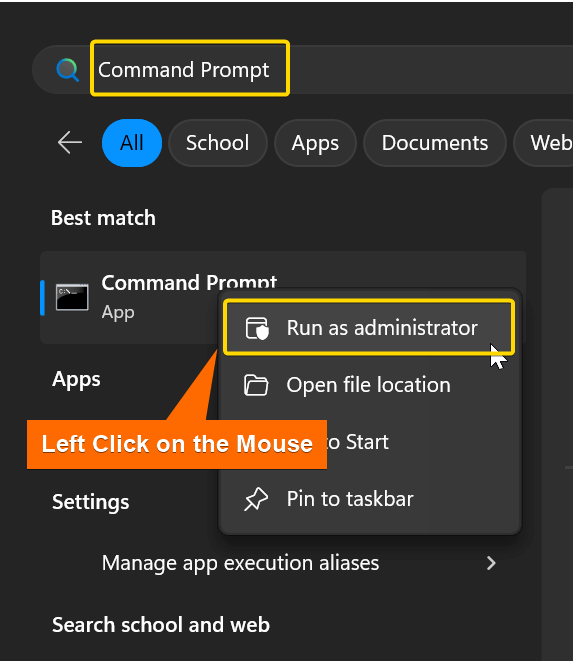 Command Prompt
All
School
Apps
Documents
Web
Best match
Command Prompt
App
Run as administrator
Apps
Open file location
Left Click on the Mouse
to Start
Settings
Pin to taskbar
Manage app execution aliases
Search school and web